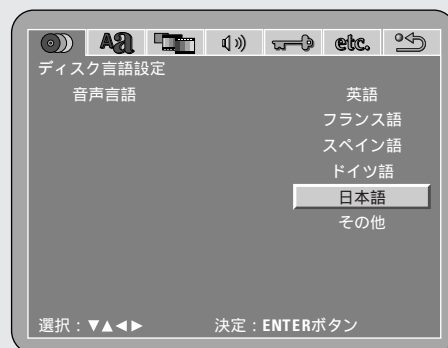 Aあ etc.
ディスク言語設定
音声言語 英語
フランス語
スペイン語
ドイツ語
日本語
その他
選択：▼▲◀▶ 決定：ENTERボタン